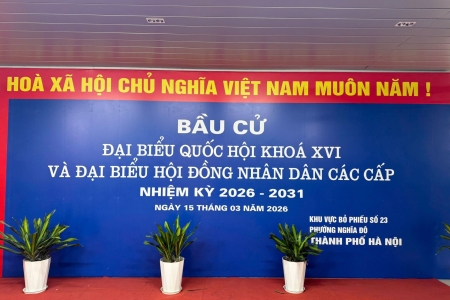 HOÀ XÃ HỘI CHỦ NGHĨA VIỆT NAM MUÔN NĂM !
BẦU CỬ
ĐẠI BIỂU QUỐC HỘI KHOÁ XVI
VÀ ĐẠI BIỂU HỘI ĐỒNG NHÂN DÂN CÁC CẤP
NHIỆM KỲ 2026 - 2031
NGÀY 15 THÁNG 03 NĂM 2026
KHU VỰC BỎ PHIẾU SỐ 23
PHƯỜNG NGHĨA ĐÔ
THÀNH PHỐ HÀ NỘI